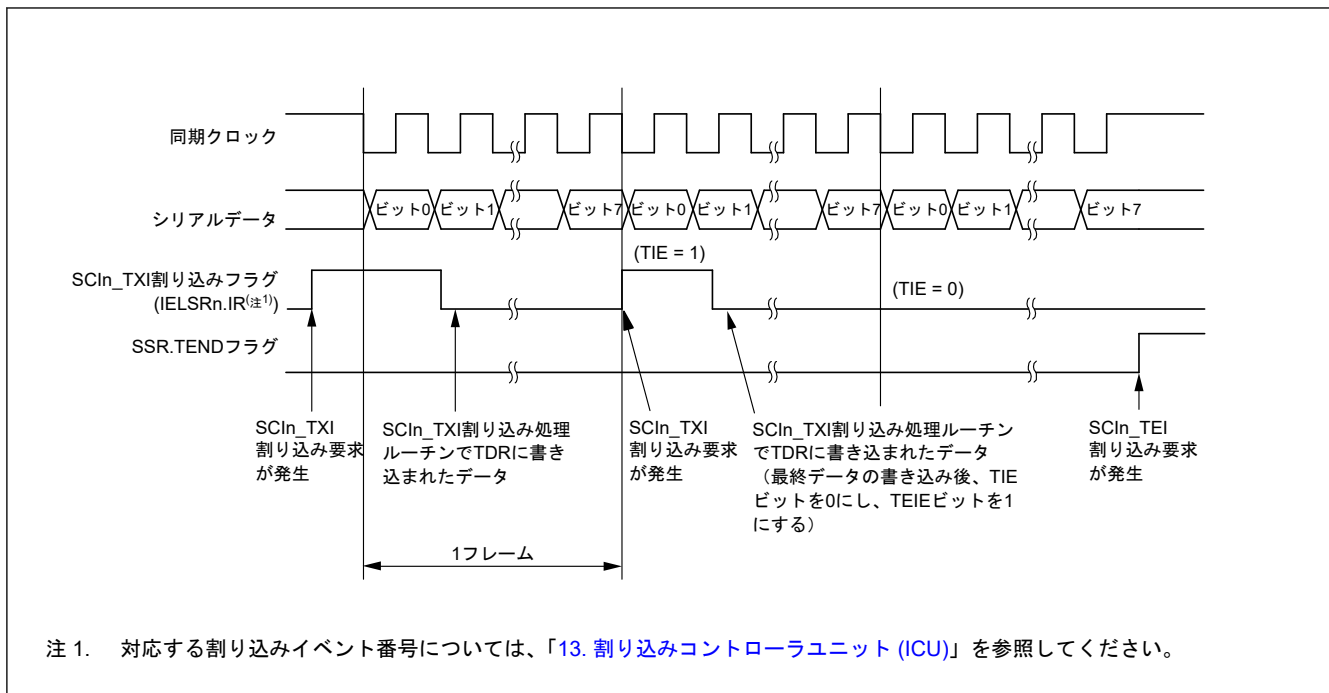 同期クロック
シリアルデータ
ビット0 ビット1 ビット7 ビット0 ビット1 ビット7 ビット0 ビット1 ビット7
(TIE = 1)
SCIn_TXI割り込みフラグ
(IELSRn.IR(注1))
(TIE = 0)
SSR.TENDフラグ
SCIn_TXI
割り込み要求
が発生
SCIn_TXI割り込み処理
ルーチンでTDRに書き
込まれたデータ
SCIn_TXI
割り込み要求
が発生
SCIn_TXI割り込み処理ルーチン
でTDRに書き込まれたデータ
(最終データの書き込み後、TIE
ビットを0にし、TEIEビットを1
にする)
SCIn_TEI
割り込み要求
が発生
1フレーム
注 1. 対応する割り込みイベント番号については、「13. 割り込みコントローラユニット (ICU)」を参照してください。